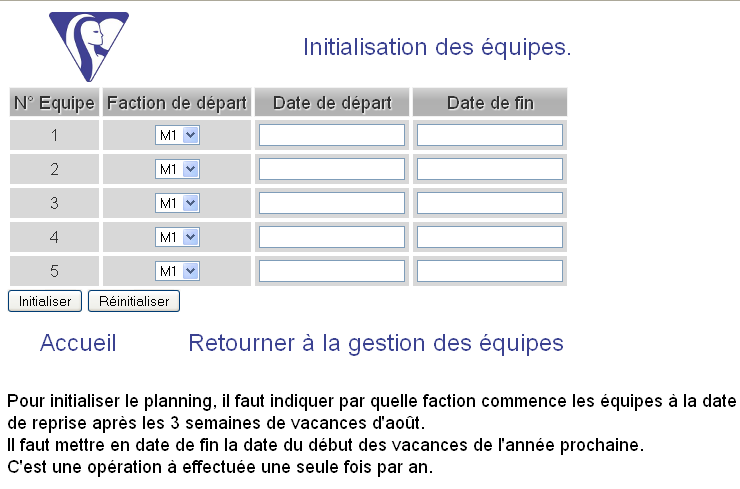 Initialisation des équipes.
N° Equipe Faction de départ Date de départ Date de fin
1 M1
2 M1
3 M1
4 M1
5 M1
Initialiser Réinitialiser
Accueil Retourner à la gestion des équipes
Pour initialiser le planning, il faut indiquer par quelle faction commence les équipes à la date
de reprise après les 3 semaines de vacances d'août.
Il faut mettre en date de fin la date du début des vacances de l'année prochaine.
C'est une opération à effectuée une seule fois par an.